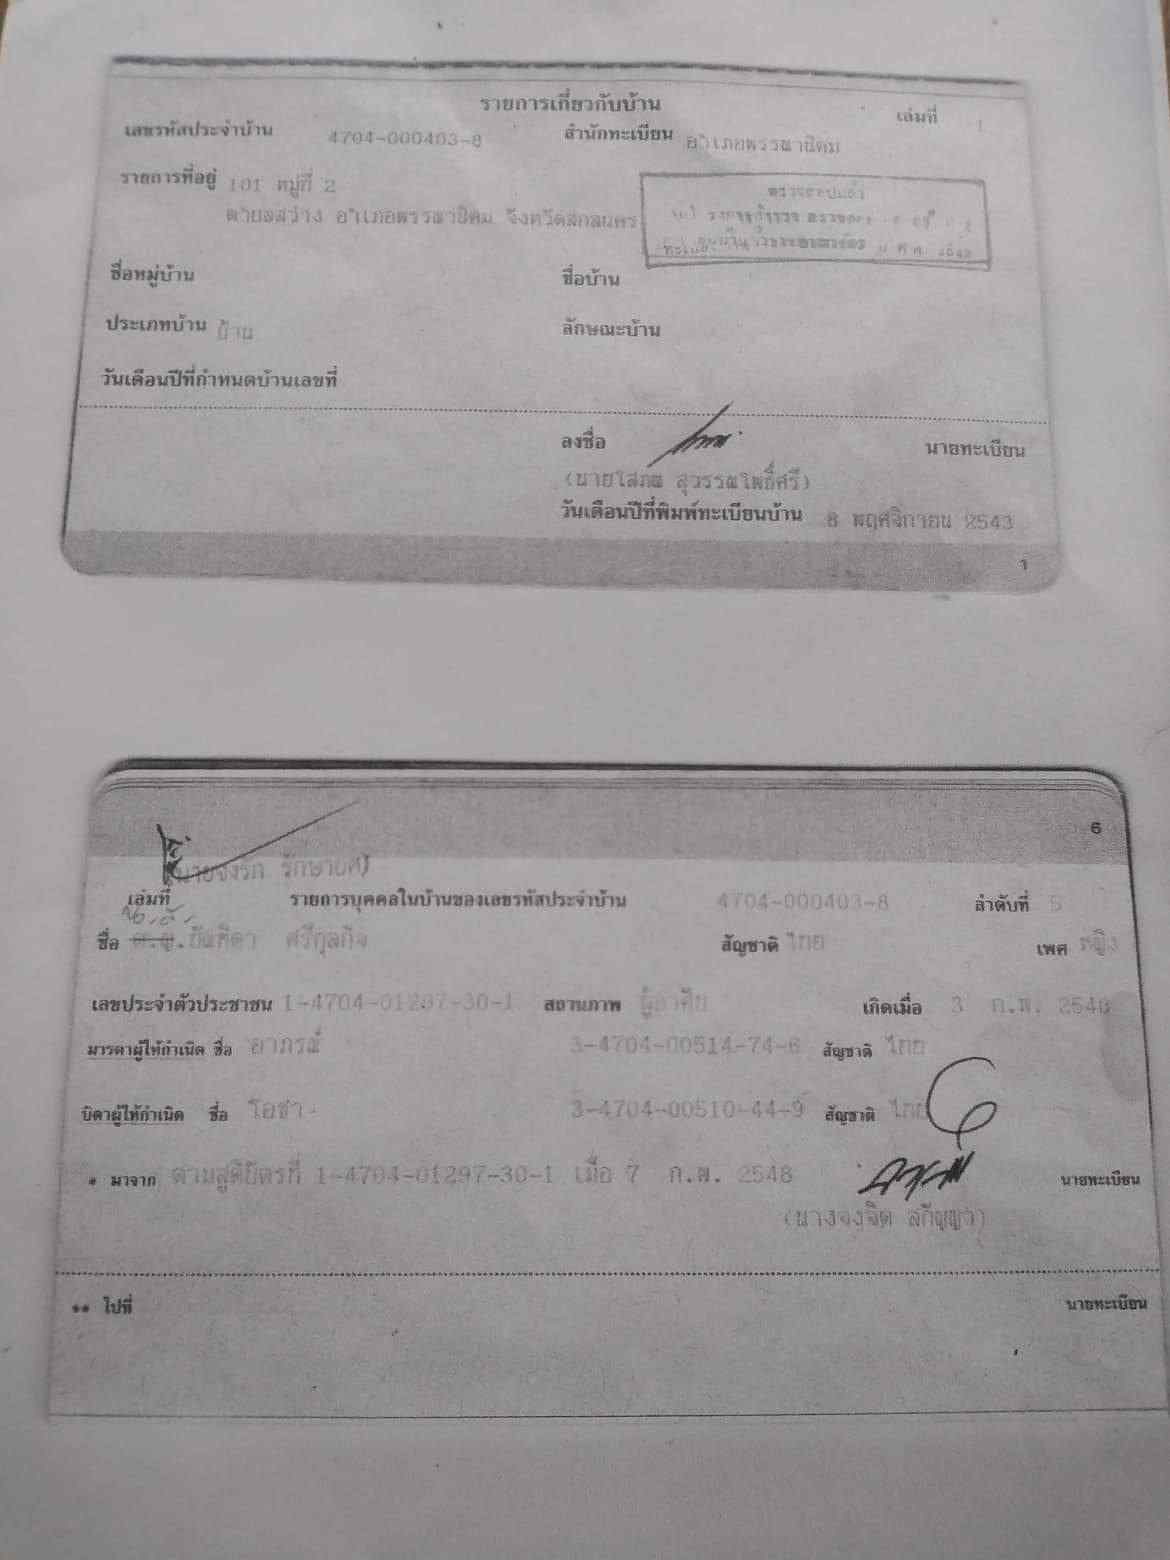 รายการเกี่ยวกับบ้าน
เล่มที่ 1
เลขรหัสประจำบ้าน 4704-000403-8 สำนักทะเบียน อำเภอพรรณานิคม
รายการที่อยู่ 101 หมู่ที่ 2
ตำบลสว่าง อำเภอพรรณานิคม จังหวัดสกลนคร
ชื่อหมู่บ้าน ชื่อบ้าน
ประเภทบ้าน บ้าน ลักษณะบ้าน
วันเดือนปีที่กำหนดบ้านเลขที่
ลงชื่อ นายทะเบียน
(นายโสภณ สุวรรณโพธิ์ศรี)
วันเดือนปีที่พิมพ์ทะเบียนบ้าน 8 พฤศจิกายน 2543
1
6
รักษายศ)
เล่มที่ รายการบุคคลในบ้านของเลขรหัสประจำบ้าน 4704-000403-8 ลำดับที่ 5
ชื่อ ด.ญ.บัณฑิตา ศรีกุลกิจ สัญชาติ ไทย เพศ หญิง
เลขประจำตัวประชาชน 1-4704-01297-30-1 สถานภาพ ผู้อาศัย เกิดเมื่อ 3 ก.พ. 2548
มารดาผู้ให้กำเนิด ชื่อ อาภรณ์ 3-4704-00514-74-6 สัญชาติ ไทย
บิดาผู้ให้กำเนิด ชื่อ โอชา 3-4704-00510-44-9 สัญชาติ ไทย
* มาจาก ตามสูติบัตรที่ 1-4704-01297-30-1 เมื่อ 7 ก.พ. 2548 นายทะเบียน
(นางจงจิต สกัญญา)
** ไปที่ นายทะเบียน